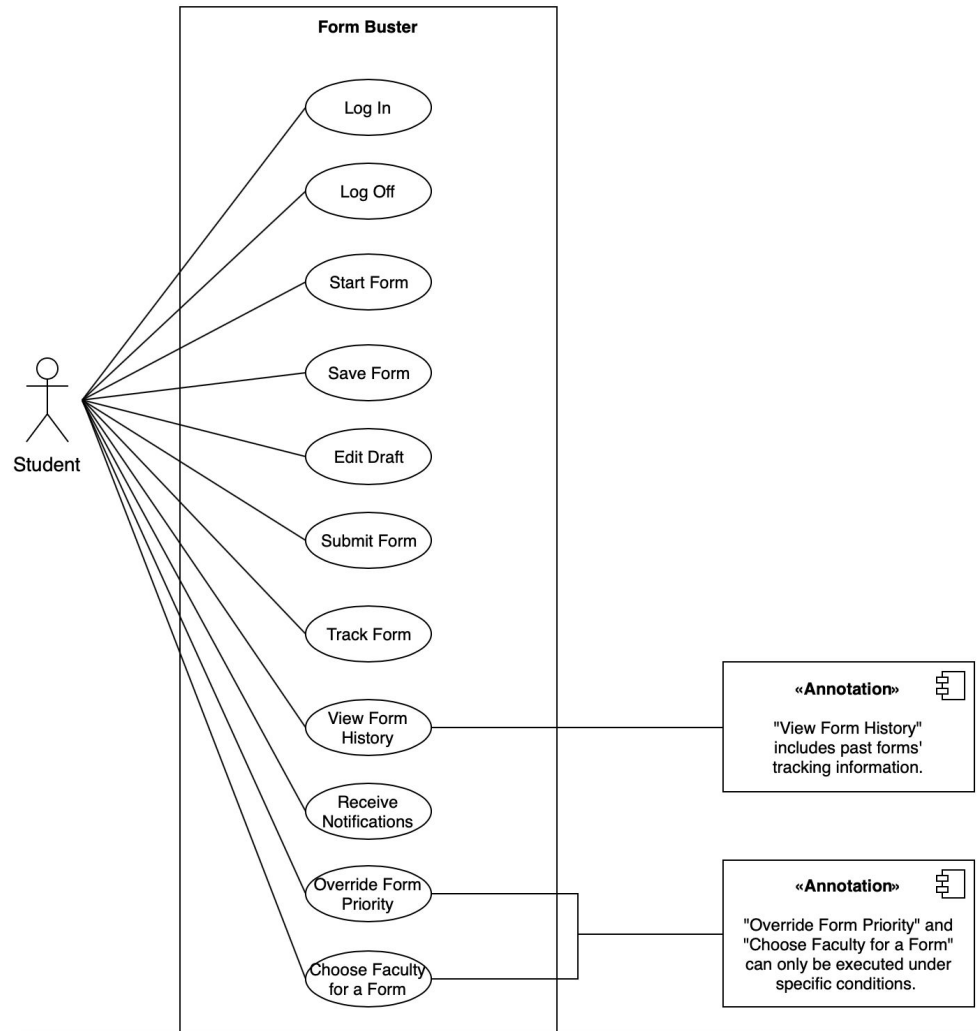 Form Buster
Log In
Log Off
Start Form
Save Form
Edit Draft
Student
Submit Form
Track Form
View Form
History
«Annotation»
"View Form History"
includes past forms'
tracking information.
Receive
Notifications
Override Form
Priority
«Annotation»
"Override Form Priority" and
"Choose Faculty for a Form"
can only be executed under
specific conditions.
Choose Faculty
for a Form